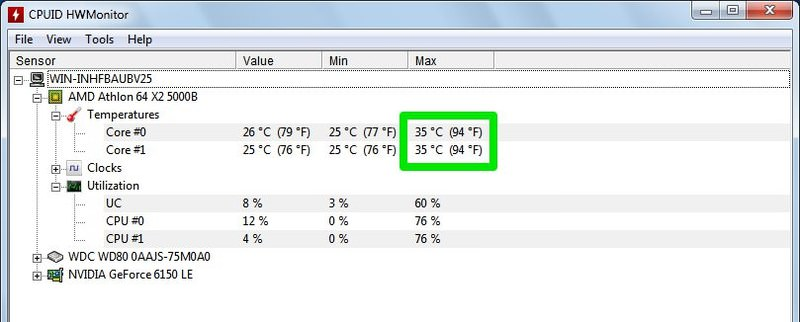 CPUID HWMonitor
File View Tools Help
Sensor Value Min Max
WIN-INHFBAUBV25
AMD Athlon 64 X2 5000B
Temperatures
Core #0 26 °C (79 °F) 25 °C (77 °F) 35 °C (94 °F)
Core #1 25 °C (76 °F) 25 °C (76 °F) 35 °C (94 °F)
Clocks
Utilization
UC 8 % 3 % 60 %
CPU #0 12 % 0 % 76 %
CPU #1 4 % 0 % 76 %
WDC WD80 0AAJS-75M0A0
NVIDIA GeForce 6150 LE